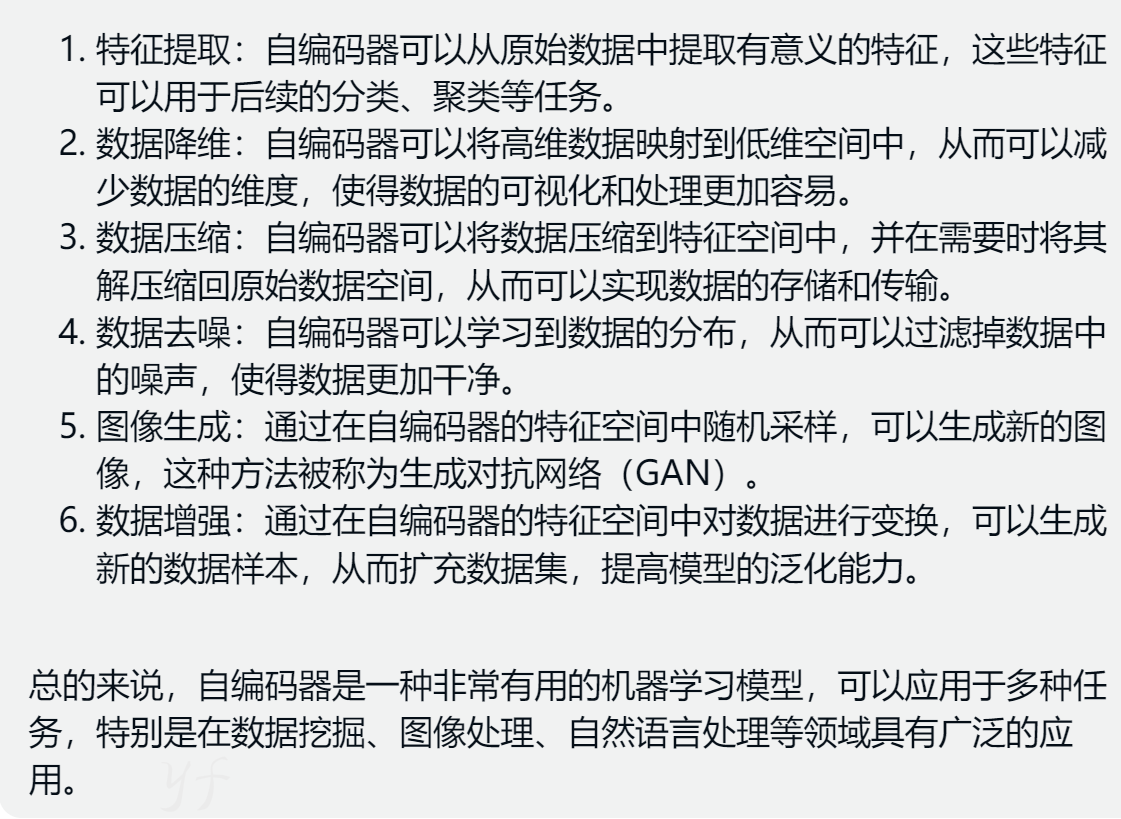 1. 特征提取：自编码器可以从原始数据中提取有意义的特征，这些特征
可以用于后续的分类、聚类等任务。
2. 数据降维：自编码器可以将高维数据映射到低维空间中，从而可以减
少数据的维度，使得数据的可视化和处理更加容易。
3. 数据压缩：自编码器可以将数据压缩到特征空间中，并在需要时将其
解压缩回原始数据空间，从而可以实现数据的存储和传输。
4. 数据去噪：自编码器可以学习到数据的分布，从而可以过滤掉数据中
的噪声，使得数据更加干净。
5. 图像生成：通过在自编码器的特征空间中随机采样，可以生成新的图
像，这种方法被称为生成对抗网络（GAN）。
6. 数据增强：通过在自编码器的特征空间中对数据进行变换，可以生成
新的数据样本，从而扩充数据集，提高模型的泛化能力。
总的来说，自编码器是一种非常有用的机器学习模型，可以应用于多种任
务，特别是在数据挖掘、图像处理、自然语言处理等领域具有广泛的应
用。
yf